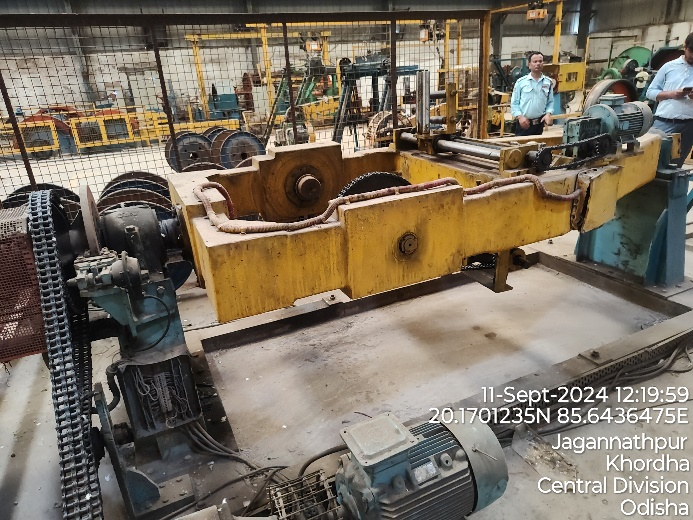 11-Sept-2024 12:19:59
20.1701235N 85.6436475E
Jagannathpur
Khordha
Central Division
Odisha